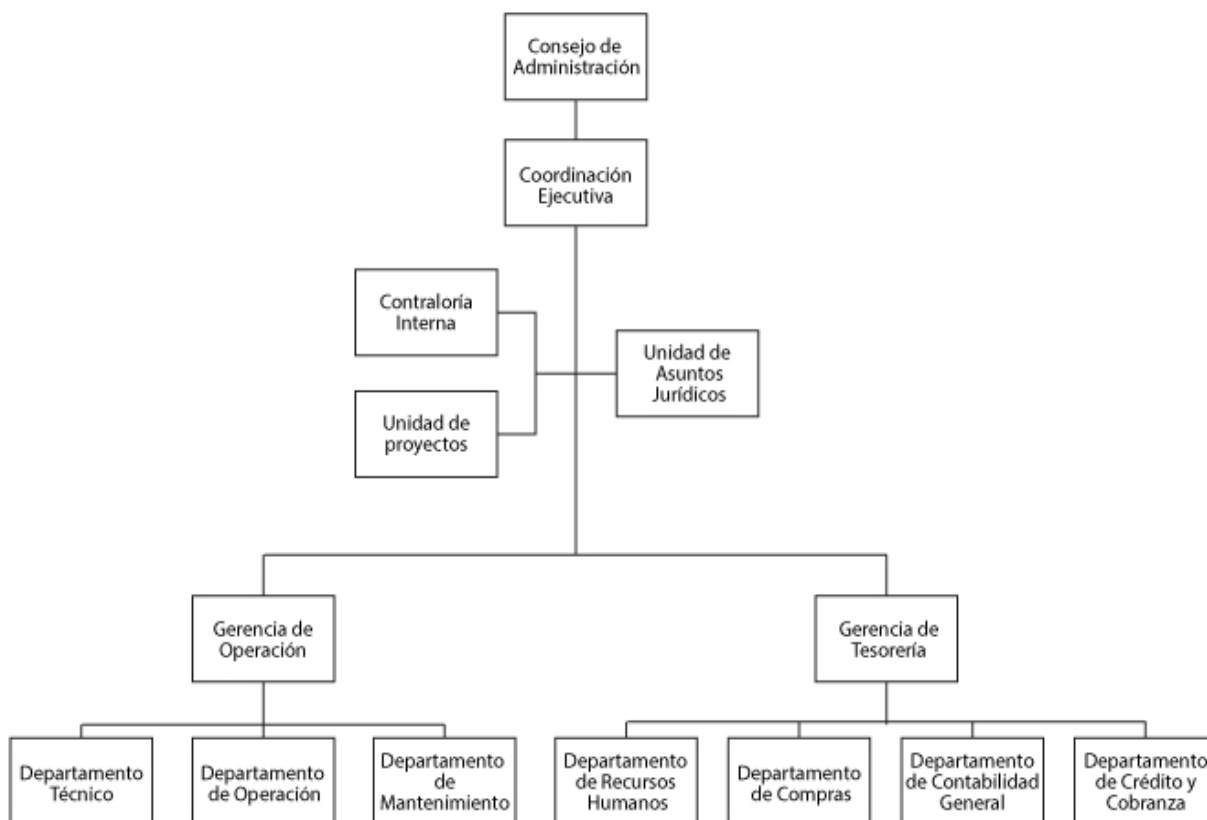 Consejo de
Administración
Coordinación
Ejecutiva
Contraloría
Interna
Unidad de
Asuntos
Jurídicos
Unidad de
proyectos
Gerencia de
Operación
Gerencia de
Tesorería
Departamento
Técnico
Departamento
de Operación
Departamento
de
Mantenimiento
Departamento
de Recursos
Humanos
Departamento
de Compras
Departamento
de Contabilidad
General
Departamento
de Crédito y
Cobranza